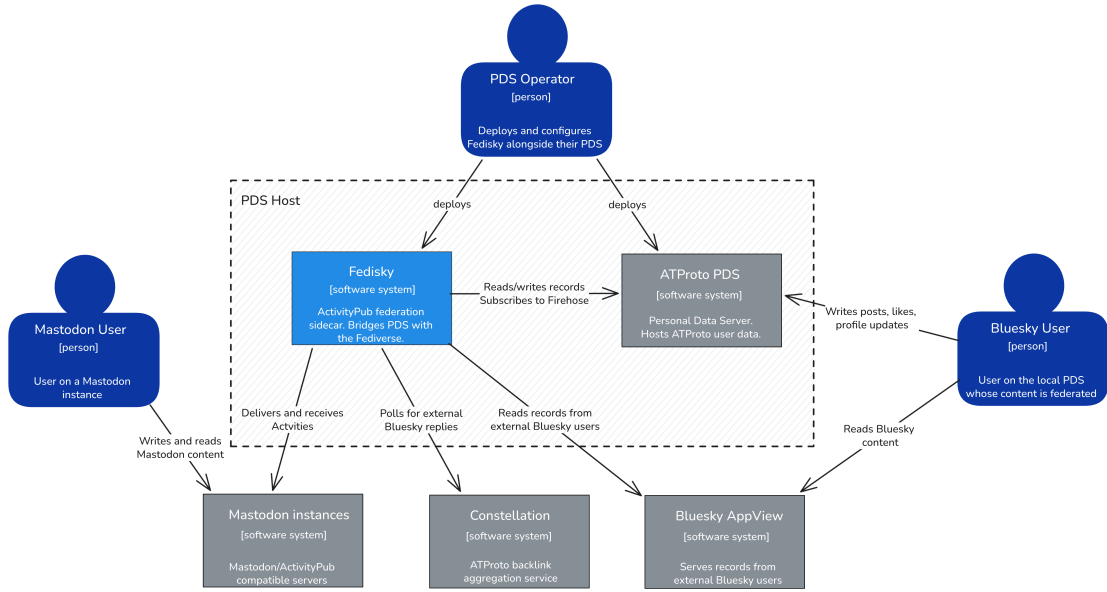 PDS Operator
[person]
Deploys and configures
Fedisky alongside their PDS
PDS Host
deploys
deploys
Fedisky
[software system]
ActivityPub federation
sidecar. Bridges PDS with
the Fediverse.
Reads/writes records
Subscribes to Firehose
ATProto PDS
[software system]
Personal Data Server.
Hosts ATProto user data.
Mastodon User
[person]
User on a Mastodon
instance
Writes posts, likes,
profile updates
Bluesky User
[person]
User on the local PDS
whose content is federated
Writes and reads
Mastodon content
Delivers and receives
Actvities
Polls for external
Bluesky replies
Reads records from
external Bluesky users
Reads Bluesky
content
Mastodon instances
[software system]
Mastodon/ActivityPub
compatible servers
Constellation
[software system]
ATProto backlink
aggregation service
Bluesky AppView
[software system]
Serves records from
external Bluesky users